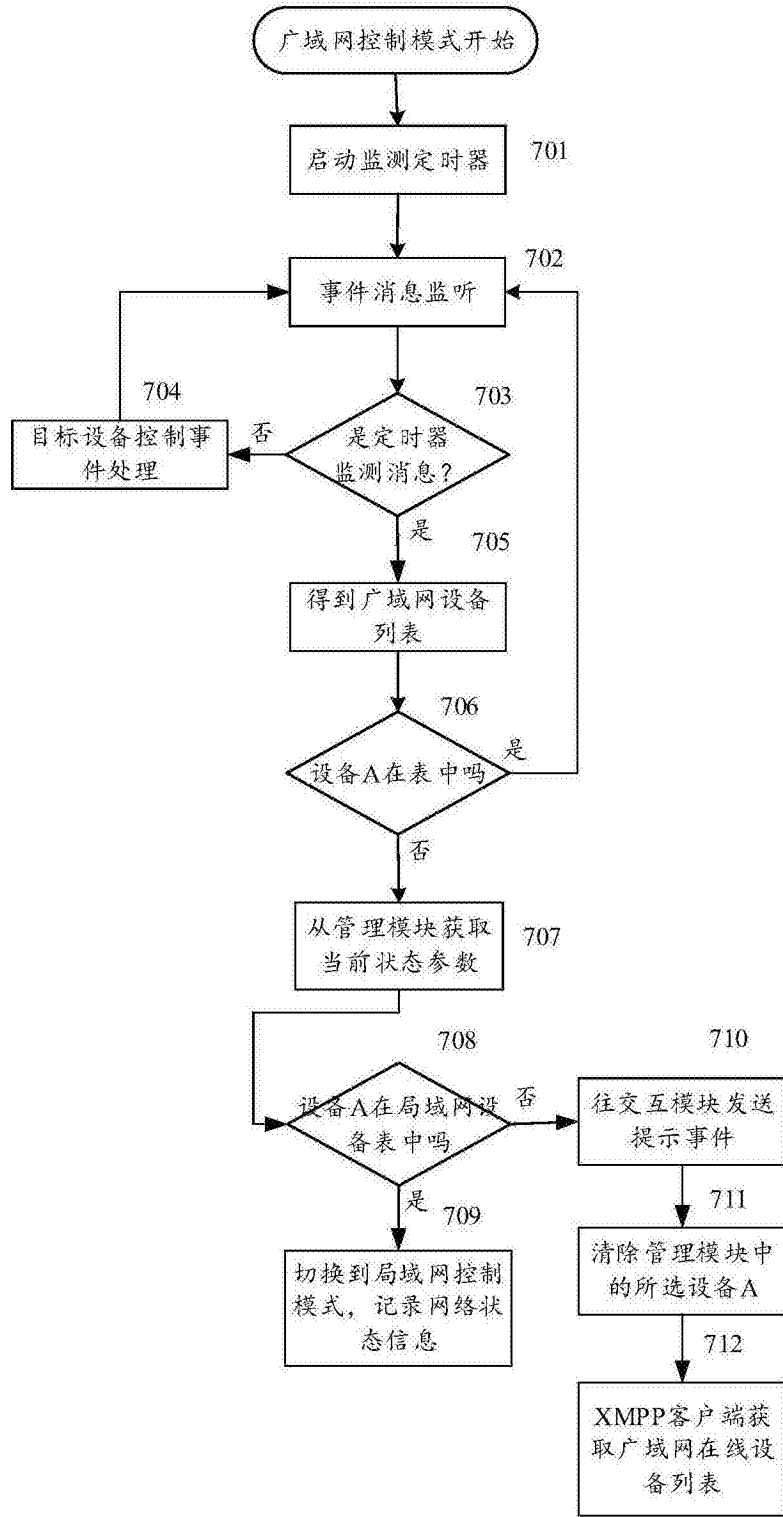 广域网控制模式开始
启动监测定时器
701
702
事件消息监听
704
703
目标设备控制事
件处理
否
是定时器
监测消息？
是
705
得到广域网设备
列表
706
设备A在表中吗
是
否
从管理模块获取
当前状态参数
707
708
710
设备A在局域网设
备表中吗
否
往交互模块发送
提示事件
是
709
711
切换到局域网控制
模式，记录网络状
态信息
清除管理模块中
的所选设备A
712
XMPP客户端获
取广域网在线设
备列表